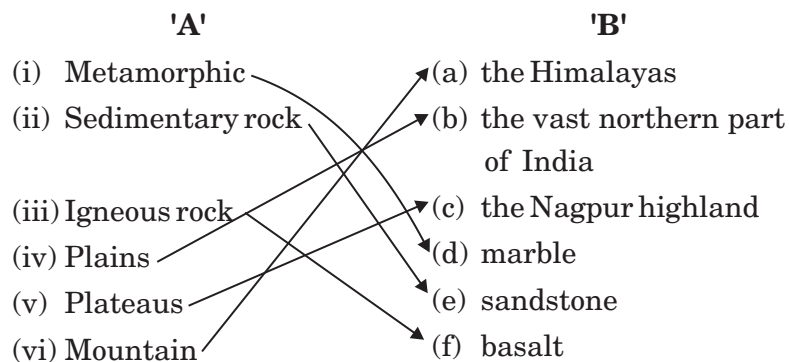 'A' 'B'
(i) Metamorphic (a) the Himalayas
(ii) Sedimentary rock (b) the vast northern part
of India
(iii) Igneous rock (c) the Nagpur highland
(iv) Plains (d) marble
(v) Plateaus (e) sandstone
(vi) Mountain (f) basalt